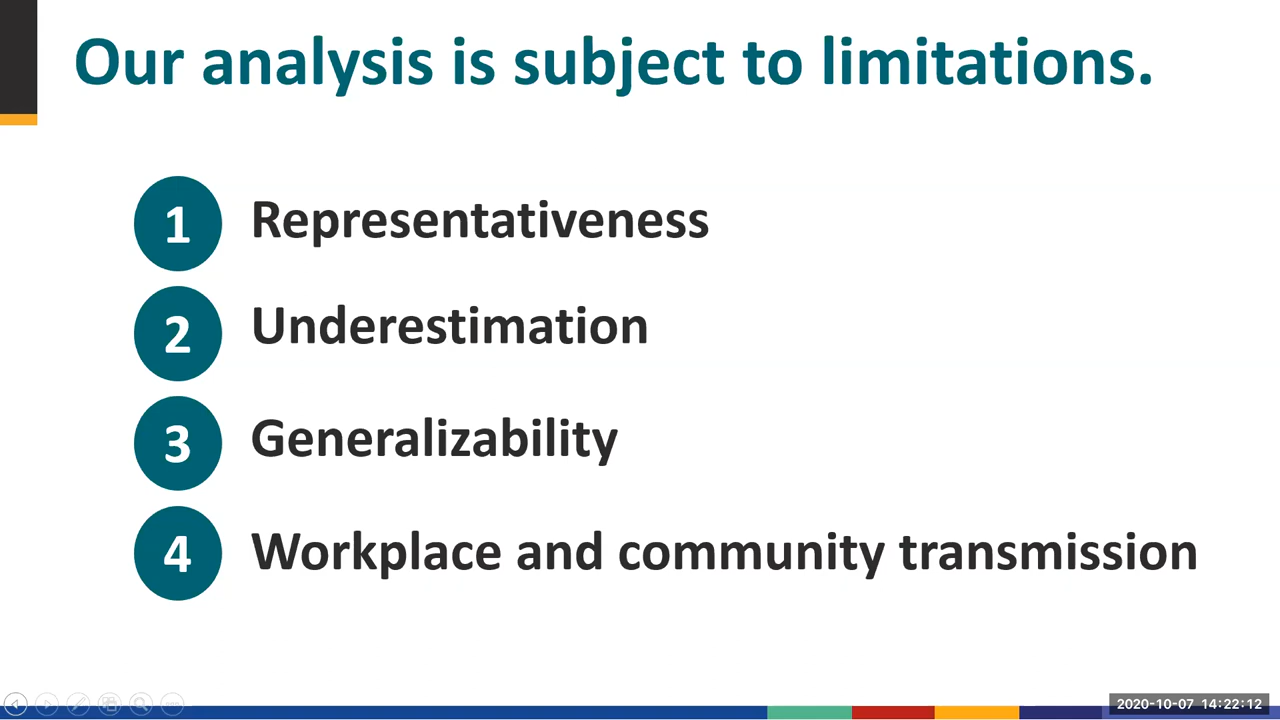 Our analysis is subject to limitations.
1 Representativeness
2 Underestimation
3 Generalizability
4 Workplace and community transmission
2020-10-07 14:22:12